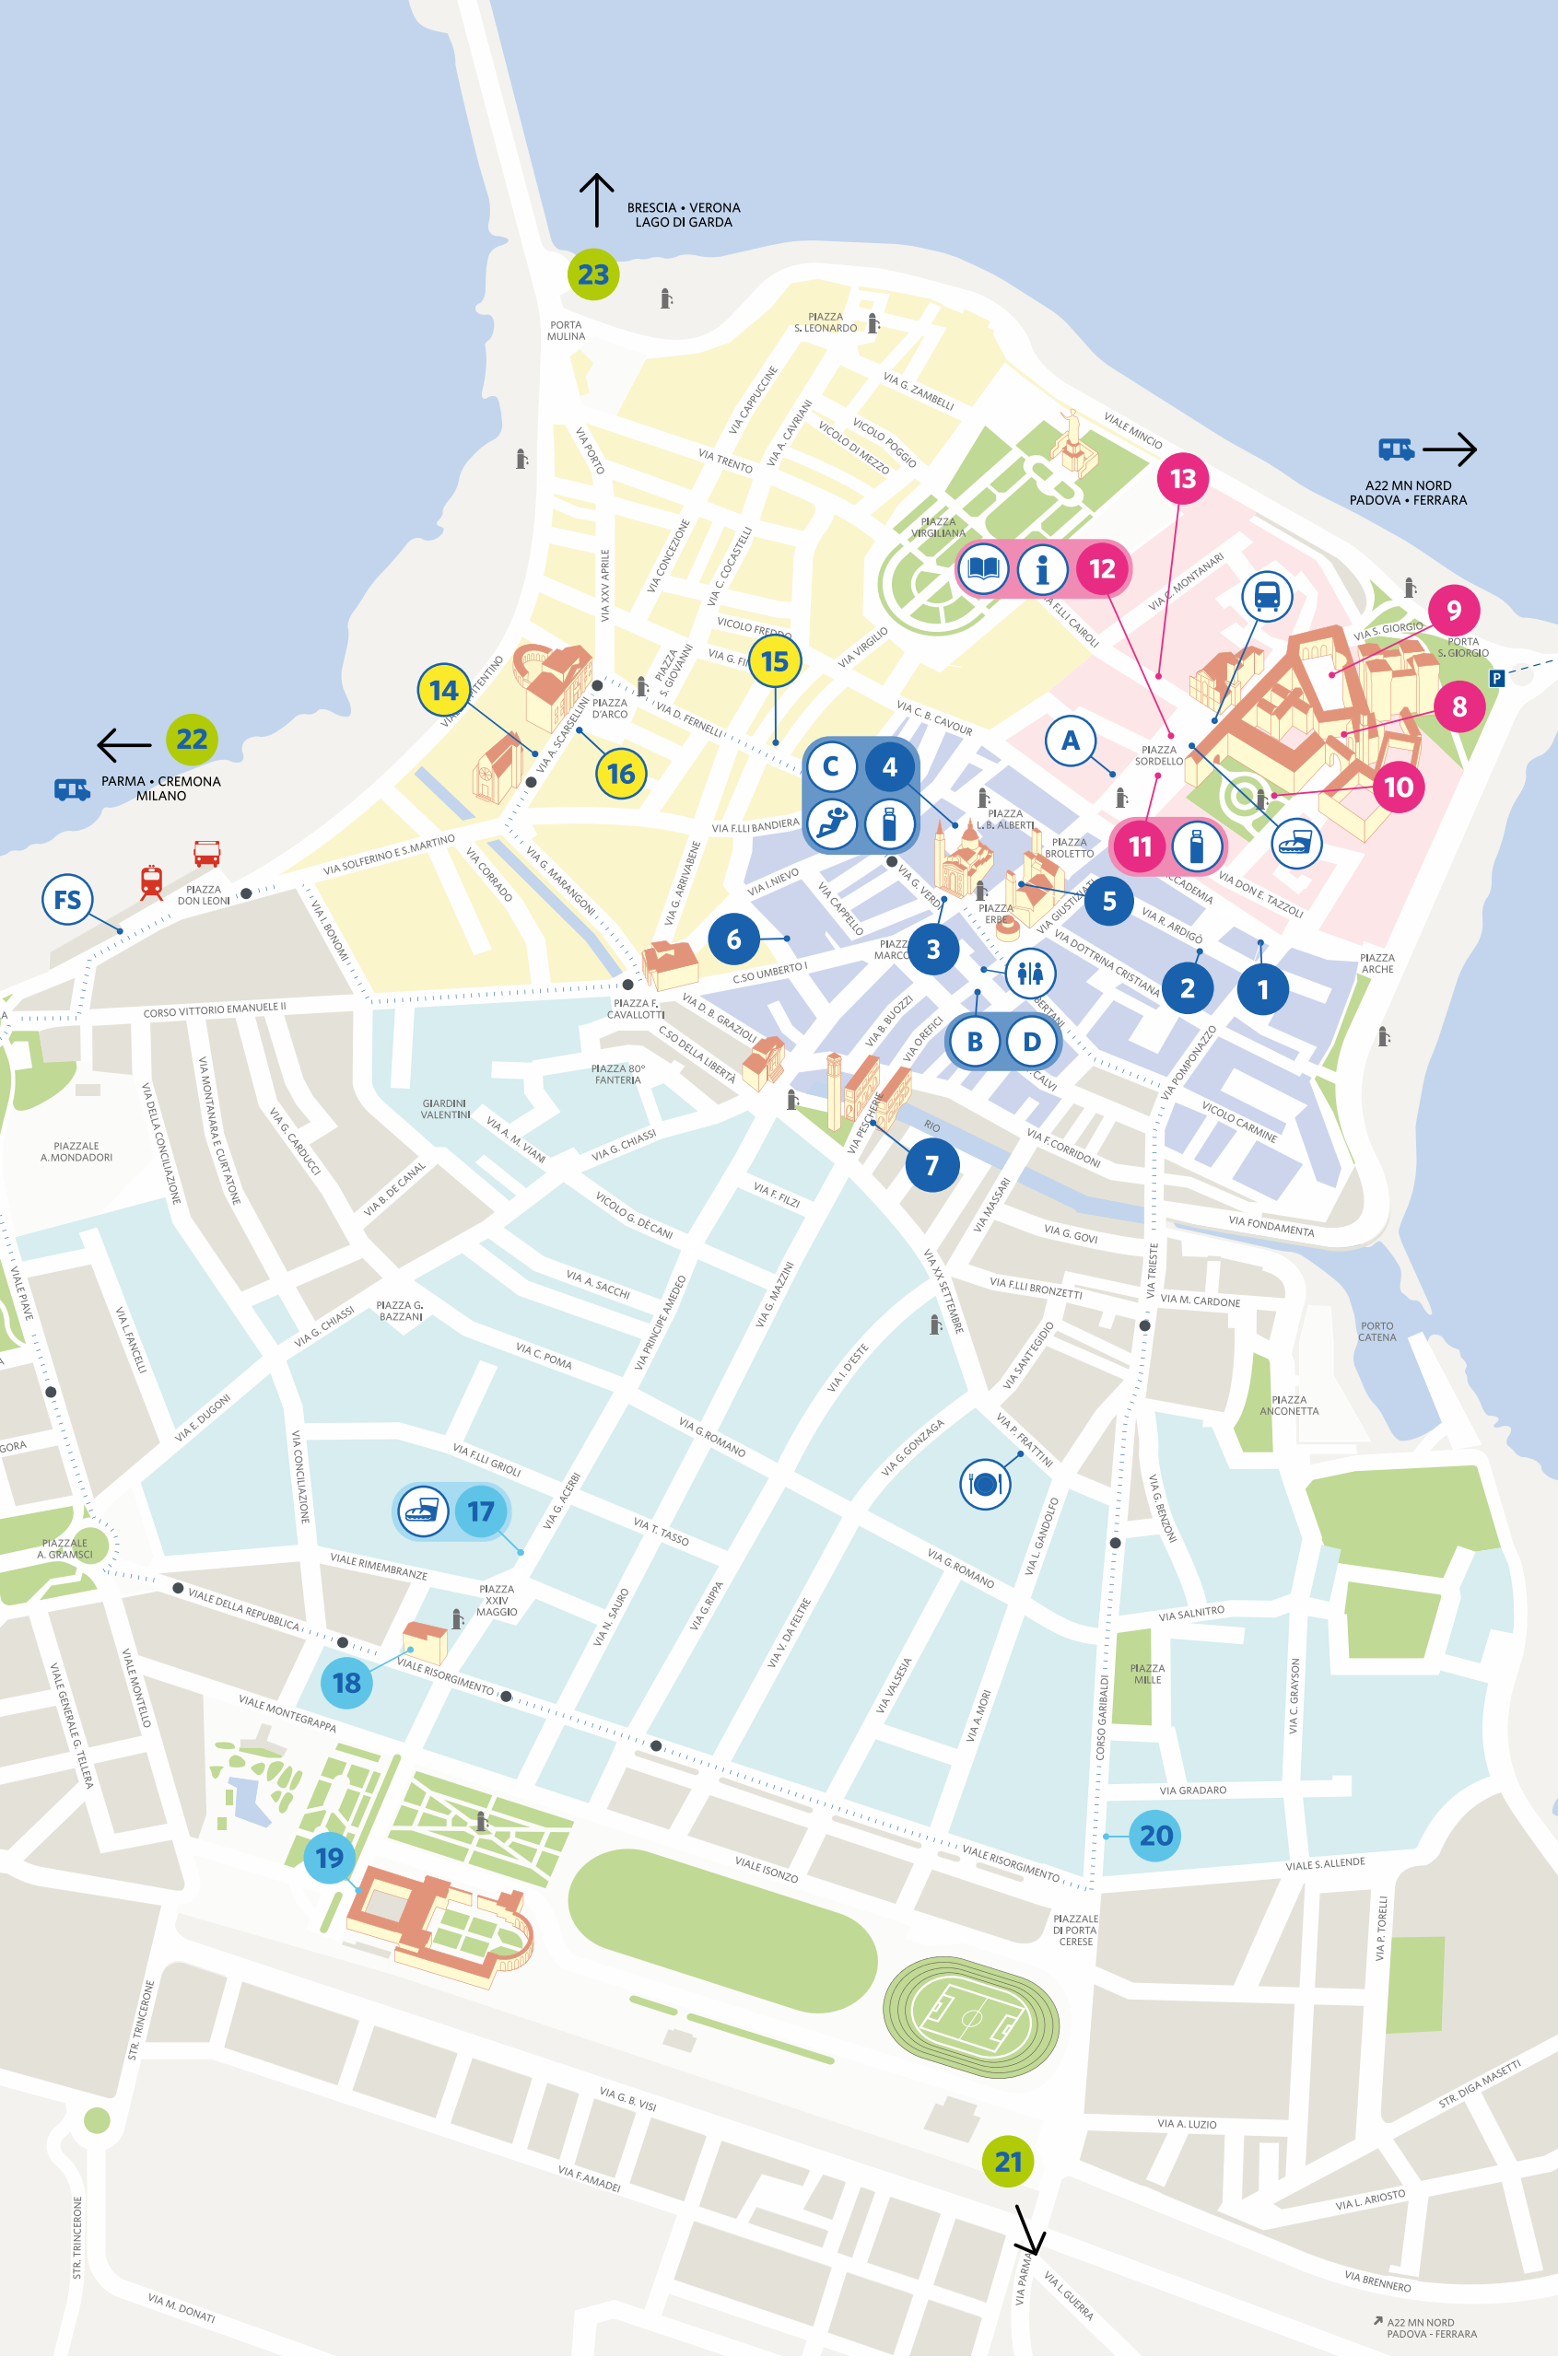 BRESCIA • VERONA
LAGO DI GARDA
23
PORTA
MULINA
PIAZZA
S. LEONARDO
VIA G. ZAMBELLI
VIA CAPPUCCINE
VIA A. CAVRIANI
VICOLO POGGIO
VICOLO DI MEZZO
VIALE MINCIO
VIA PORTO
VIA TRENTO
A22 MN NORD
PADOVA • FERRARA
13
PIAZZA
VIRGILIANA
VIA CONCEZIONE
VIA C. COCASTELLI
VIA XXV APRILE
12
VIA C. MONTANARI
F.LLI CAIROLI
9
VIA S. GIORGIO
PORTA
S. GIORGIO
P
VICOLO FREDDO
VIA G. FI
15
VIA VIRGILIO
PIAZZA
S. GIOVANNI
14
PIAZZA
D'ARCO
VIA A. SCARSELLINI
VIA D. FERNELLI
VIA C. B. CAVOUR
8
22
PARMA • CREMONA
MILANO
16
A
PIAZZA
SORDELLO
C
4
10
PIAZZA
L. B. ALBERTI
VIA F.LLI BANDIERA
PIAZZA
BROLETTO
11
VIA SOLFERINO E S. MARTINO
VIA CORRADO
VIA G. MARANGONI
VIA G. ARRIVABENE
VIA I. NIEVO
VIA CAPPELLO
VIA G. VERDI
PIAZZA
ERBE
5
VIA DON E. TAZZOLI
VIA R. ARDIGÒ
FS
PIAZZA
DON LEONI
VIA I. BONOMI
6
3
VIA DOTTRINA CRISTIANA
2
1
PIAZZA
ARCHE
C.SO UMBERTO I
CORSO VITTORIO EMANUELE II
PIAZZA F.
CAVALLOTTI
VIA D. B. GRAZIOLI
C.SO DELLA LIBERTÀ
VIA B. BUOZZI
VIA OREFICI
B
D
VIA POMPONAZZO
PIAZZA 80°
FANTERIA
GIARDINI
VALENTINI
VIA A. M. VIANI
VIA G. CHIASSI
VIA PESCHERIE
RIO
VICOLO CARMINE
VIA F. CORRIDONI
7
PIAZZALE
A. MONDADORI
VIA DELLA CONCILIAZIONE
VIA MONTANARA E CURTATONE
VIA G. CARDUCCI
VIA B. DE CANAL
VICOLO G. DÈCANI
VIA F. FILZI
VIA MASSARI
VIA G. GOVI
VIA FONDAMENTA
VIALE PIAVE
VIA I. FANCELLI
VIA A. SACCHI
VIA PRINCIPE AMEDEO
VIA G. MAZZINI
VIA XX SETTEMBRE
VIA F.LLI BRONZETTI
VIA TRIESTE
VIA M. CARDONE
PIAZZA G.
BAZZANI
VIA G. CHIASSI
PORTO
CATENA
VIA C. POMA
VIA I. D'ESTE
VIA SANT'EGIDIO
VIA E. DUGONI
GORA
VIA G. ROMANO
VIA G. GONZAGA
VIA P. FRATTINI
PIAZZA
ANCONETTA
VIA CONCILIAZIONE
VIA F.LLI GRIOLI
VIA G. ACERBI
17
VIA T. TASSO
VIA G. BENZONI
VIA L. GANDOLFO
PIAZZALE
A. GRAMSCI
VIALE RIMEMBRANZE
VIA G. ROMANO
PIAZZA
XXIV
MAGGIO
VIALE DELLA REPUBBLICA
VIA N. SAURO
VIA G. RIPPA
VIA V. DA FELTRE
VIA SALNITRO
VIALE GENERALE G. TELLERA
VIALE MONTELLO
18
VIALE RISORGIMENTO
VIALE MONTEGRAPPA
VIA VALSESIA
VIA A. MORI
CORSO GARIBALDI
PIAZZA
MILLE
VIA C. GRAYSON
VIA GRADARO
19
20
VIALE ISONZO
VIALE RISORGIMENTO
VIALE S. ALLENDE
PIAZZALE
DI PORTA
CERESE
VIA P. TORELLI
STR. TRINCERONE
VIA G. B. VISI
VIA A. LUZIO
STR. DIGA MASETTI
21
VIA F. AMADEI
VIA L. ARIOSTO
STR. TRINCERONE
VIA M. DONATI
VIA PARMA
VIA I. GUERRA
VIA BRENNERO
A22 MN NORD
PADOVA - FERRARA